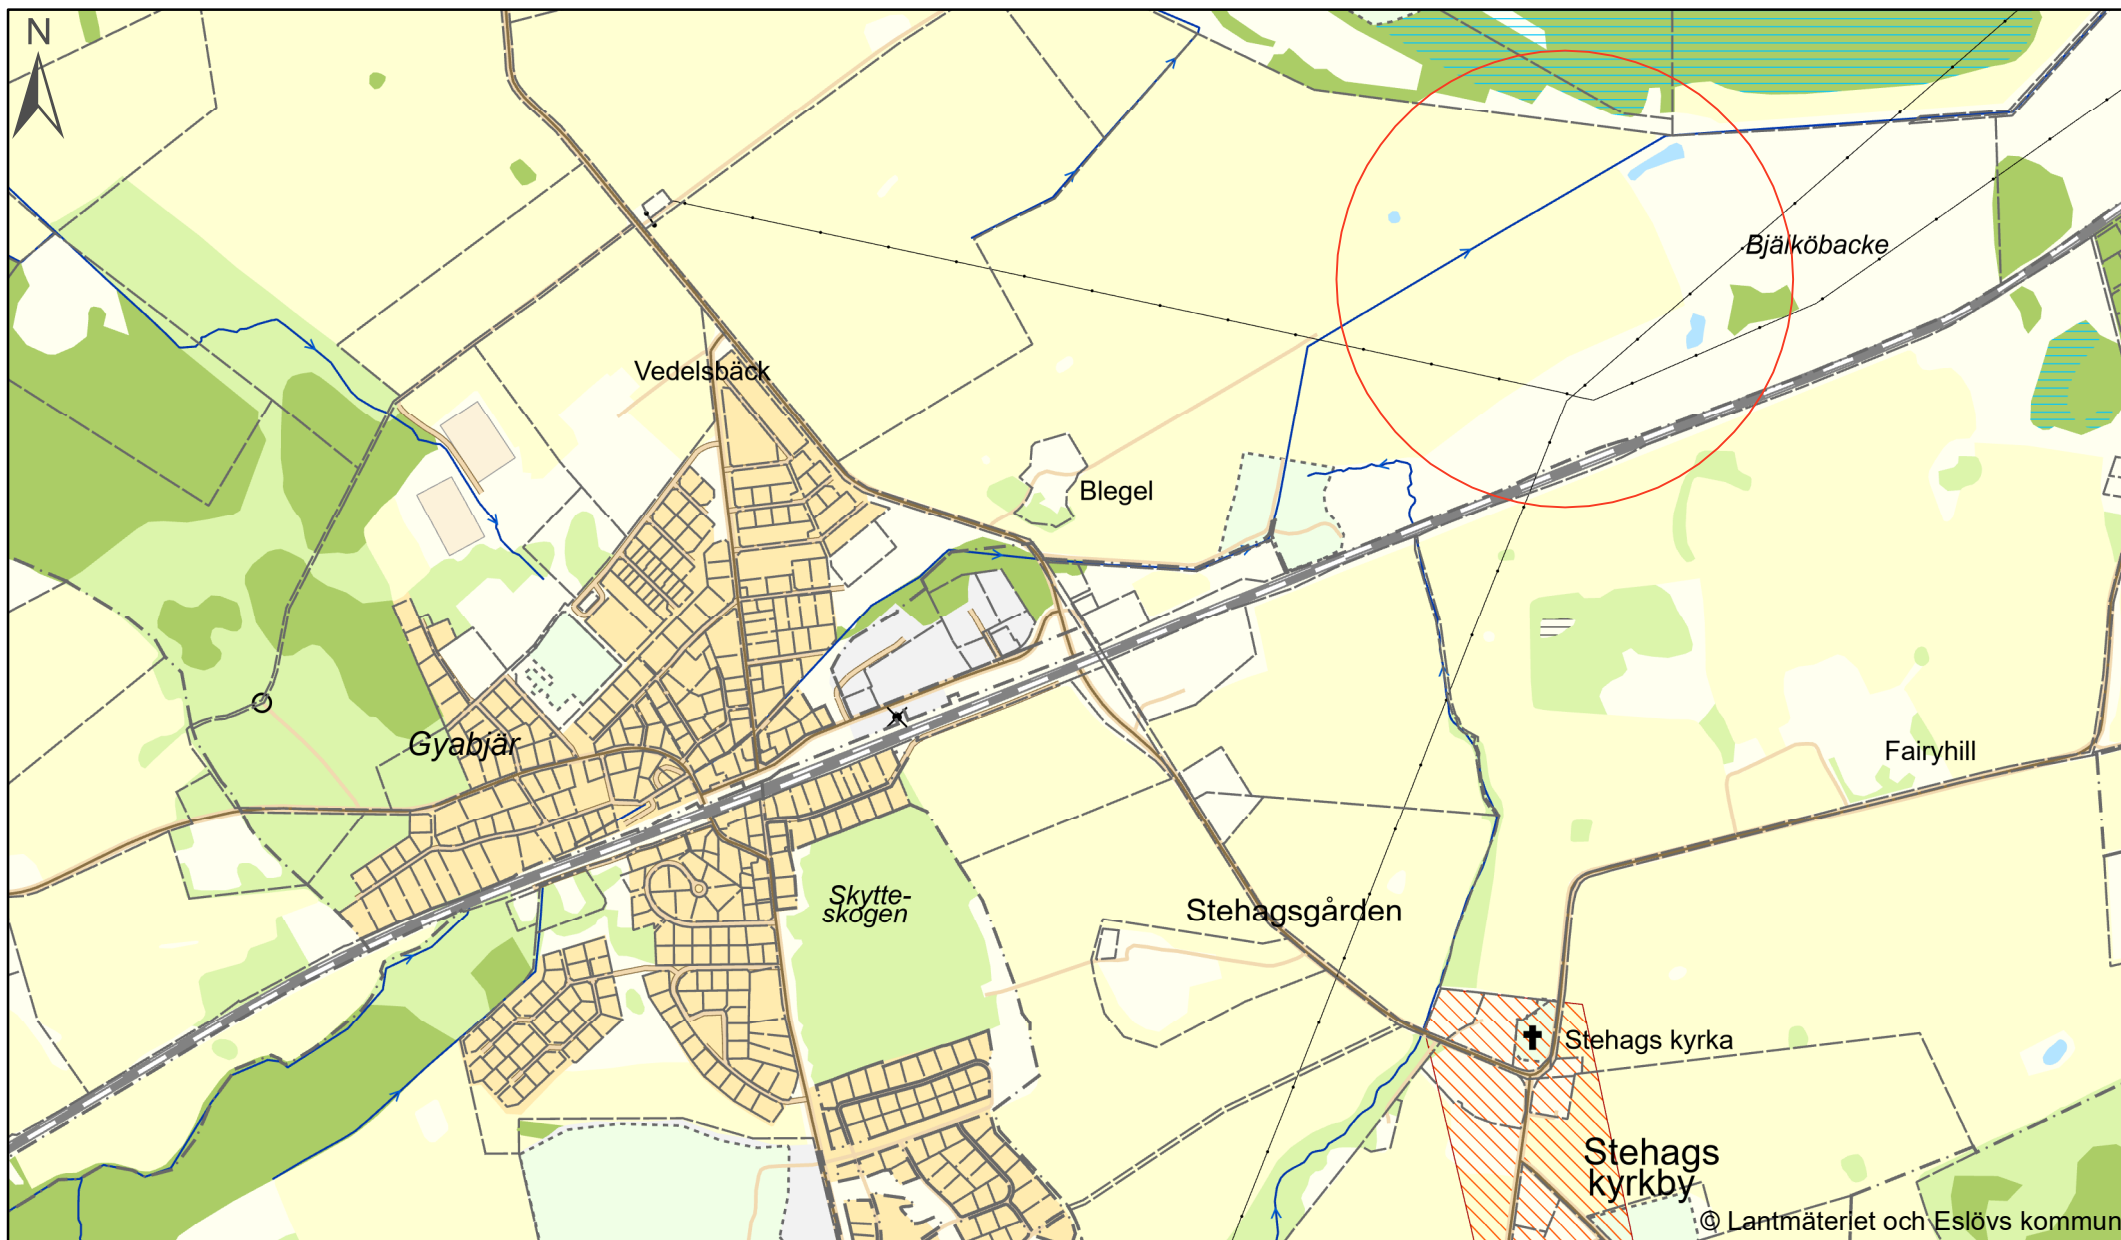 N
Bjälköbacke
Vedelsbäck
Blegel
Gyabjär
Fairyhill
Skytte-
skogen
Stehagsgården
Stehags kyrka
Stehags
kyrkby
© Lantmäteriet och Eslövs kommun